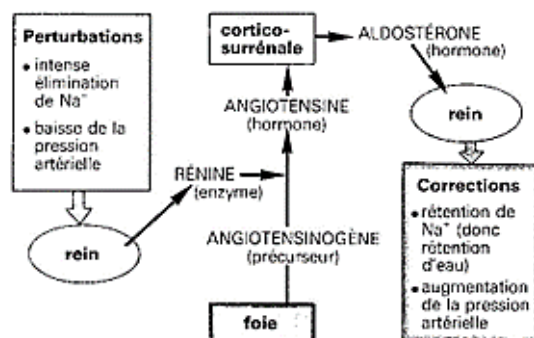 Perturbations
• intense
élimination
de Na⁺
• baisse de la
pression
artérielle
rein
RÉNINE
(enzyme)
cortico-
surrénale
ANGIOTENSINE
(hormone)
ANGIOTENSINOGÈNE
(précurseur)
foie
ALDOSTÉRONE
(hormone)
rein
Corrections
• rétention de
Na⁺ (donc
rétention
d'eau)
• augmentation
de la pression
artérielle